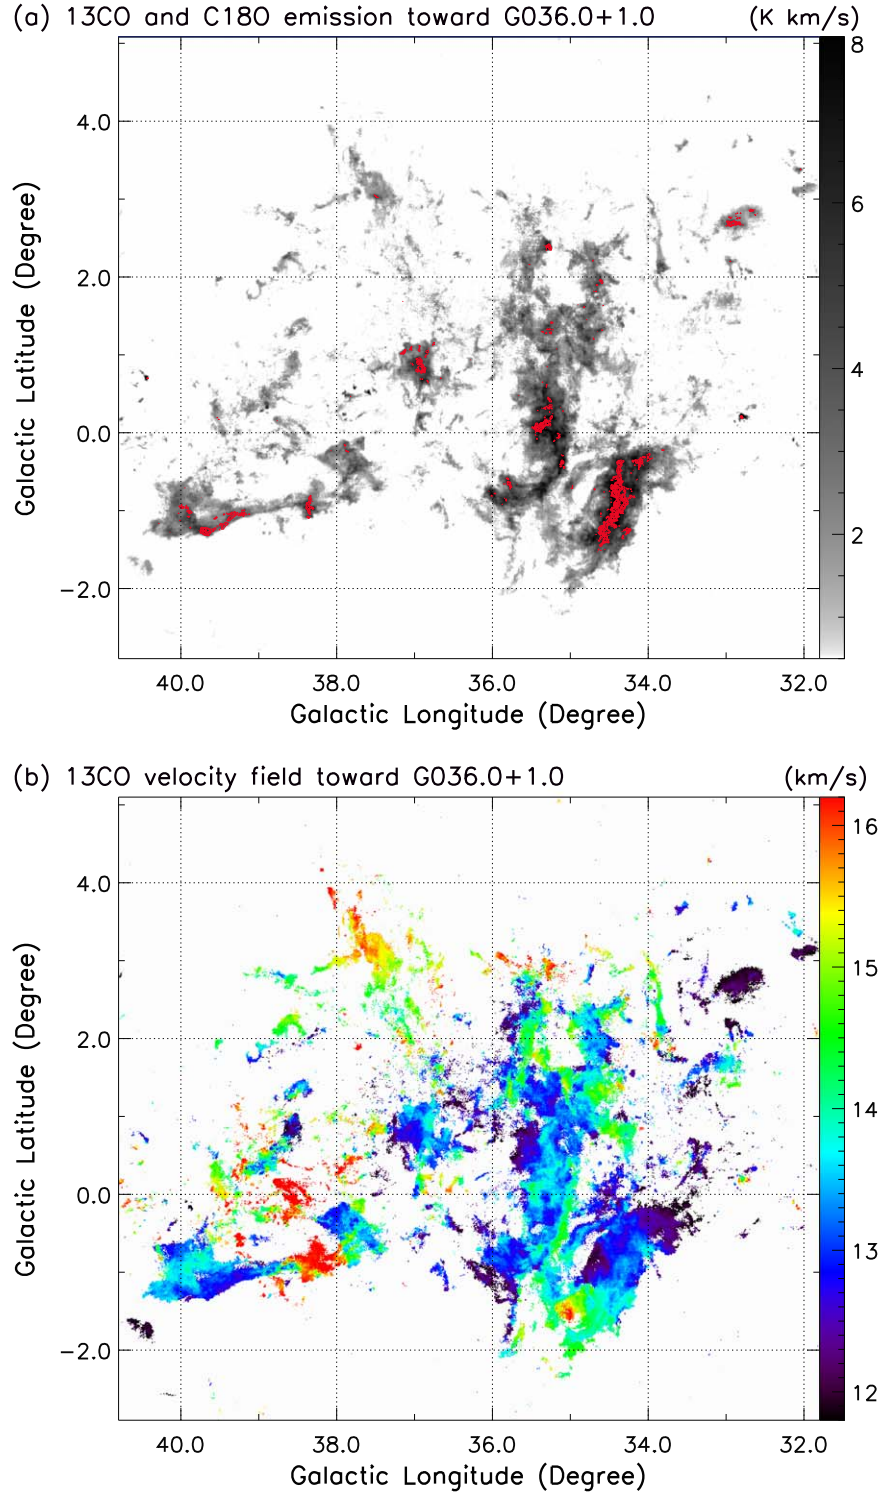 (a) 13CO and C18O emission toward G036.0+1.0 (K km/s)
8
4.0
6
Galactic Latitude (Degree)
2.0
4
0.0
2
−2.0
40.0 38.0 36.0 34.0 32.0
Galactic Longitude (Degree)
(b) 13CO velocity field toward G036.0+1.0 (km/s)
16
4.0
15
Galactic Latitude (Degree)
2.0
14
0.0
13
−2.0
12
40.0 38.0 36.0 34.0 32.0
Galactic Longitude (Degree)